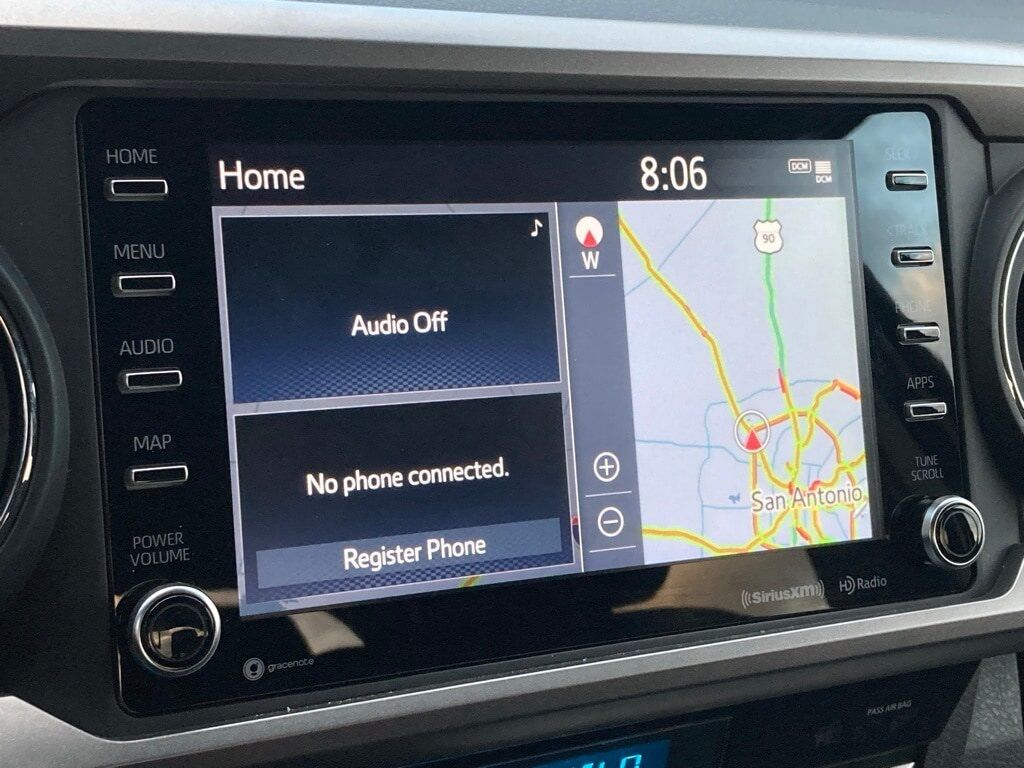 HOME
MENU
AUDIO
MAP
POWER
VOLUME
Home
8:06
DCM
DCM
Audio Off
No phone connected.
Register Phone
W
90
San Antonio
SEEK
TRACK
PHONE
APPS
TUNE
SCROLL
gracenote
((SiriusXM))
HD Radio
PASS AIR BAG